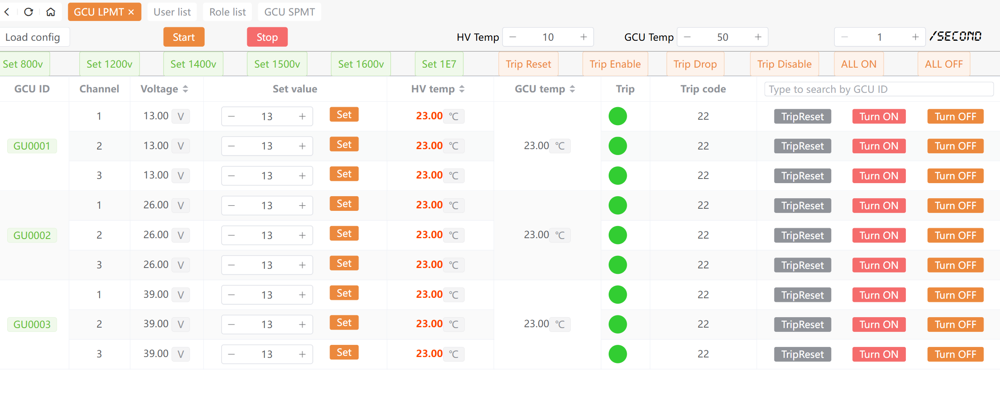 GCU LPMT × User list Role list GCU SPMT
Load config Start Stop HV Temp − 10 + GCU Temp − 50 + − 1 + /SECOND
Set 800v Set 1200v Set 1400v Set 1500v Set 1600v Set 1E7 Trip Reset Trip Enable Trip Drop Trip Disable ALL ON ALL OFF
GCU ID Channel Voltage Set value HV temp GCU temp Trip Trip code Type to search by GCU ID
1 13.00 V − 13 + Set 23.00 °C 22 TripReset Turn ON Turn OFF
GU0001 2 13.00 V − 13 + Set 23.00 °C 23.00 °C 22 TripReset Turn ON Turn OFF
3 13.00 V − 13 + Set 23.00 °C 22 TripReset Turn ON Turn OFF
1 26.00 V − 13 + Set 23.00 °C 22 TripReset Turn ON Turn OFF
GU0002 2 26.00 V − 13 + Set 23.00 °C 23.00 °C 22 TripReset Turn ON Turn OFF
3 26.00 V − 13 + Set 23.00 °C 22 TripReset Turn ON Turn OFF
1 39.00 V − 13 + Set 23.00 °C 22 TripReset Turn ON Turn OFF
GU0003 2 39.00 V − 13 + Set 23.00 °C 23.00 °C 22 TripReset Turn ON Turn OFF
3 39.00 V − 13 + Set 23.00 °C 22 TripReset Turn ON Turn OFF